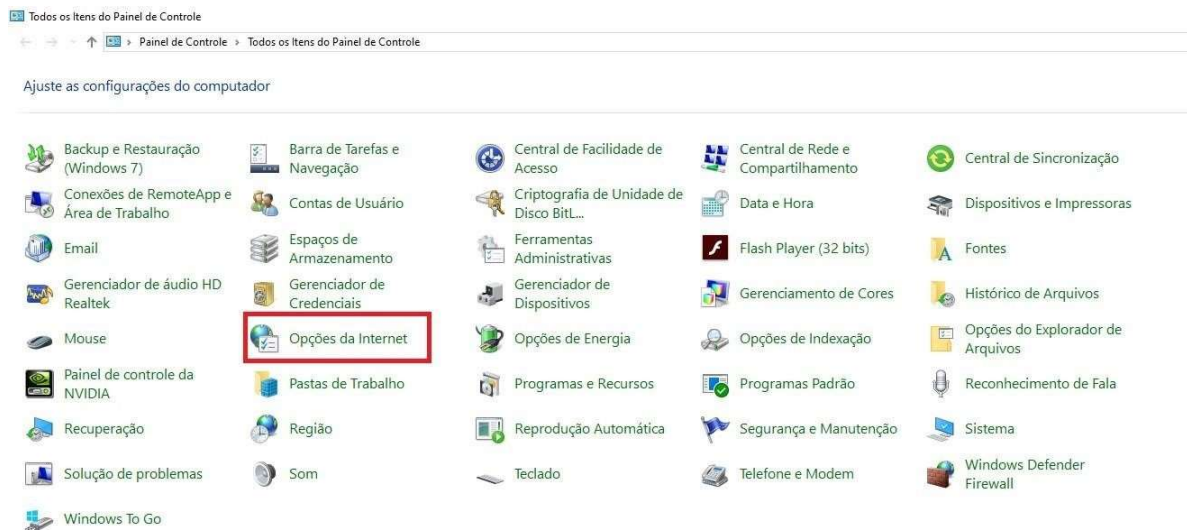 Todos os Itens do Painel de Controle
Painel de Controle > Todos os Itens do Painel de Controle
Ajuste as configurações do computador
Backup e Restauração
(Windows 7)
Barra de Tarefas e
Navegação
Central de Facilidade de
Acesso
Central de Rede e
Compartilhamento
Central de Sincronização
Conexões de RemoteApp e
Área de Trabalho
Contas de Usuário
Criptografia de Unidade de
Disco BitL...
Data e Hora
Dispositivos e Impressoras
Email
Espaços de
Armazenamento
Ferramentas
Administrativas
Flash Player (32 bits)
Fontes
Gerenciador de áudio HD
Realtek
Gerenciador de
Credenciais
Gerenciador de
Dispositivos
Gerenciamento de Cores
Histórico de Arquivos
Mouse
Opções da Internet
Opções de Energia
Opções de Indexação
Opções do Explorador de
Arquivos
Painel de controle da
NVIDIA
Pastas de Trabalho
Programas e Recursos
Programas Padrão
Reconhecimento de Fala
Recuperação
Região
Reprodução Automática
Segurança e Manutenção
Sistema
Solução de problemas
Som
Teclado
Telefone e Modem
Windows Defender
Firewall
Windows To Go